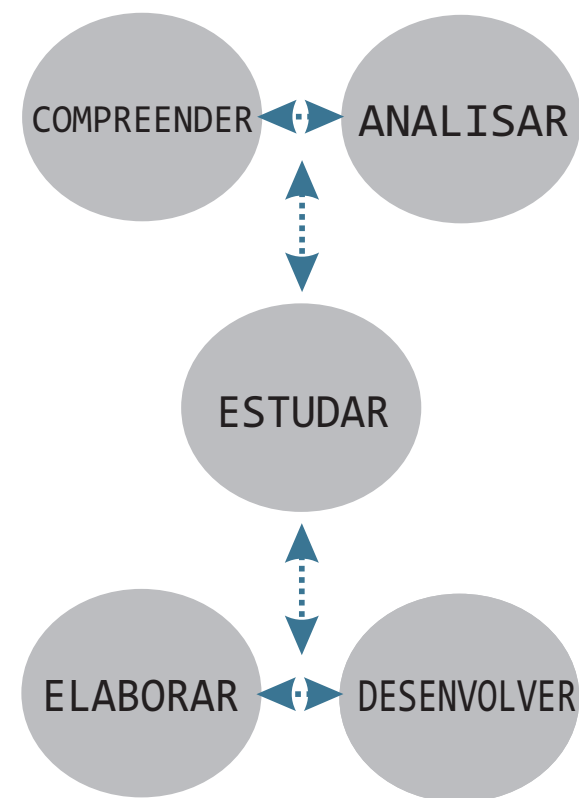 COMPREENDER
ANALISAR
ESTUDAR
ELABORAR
DESENVOLVER